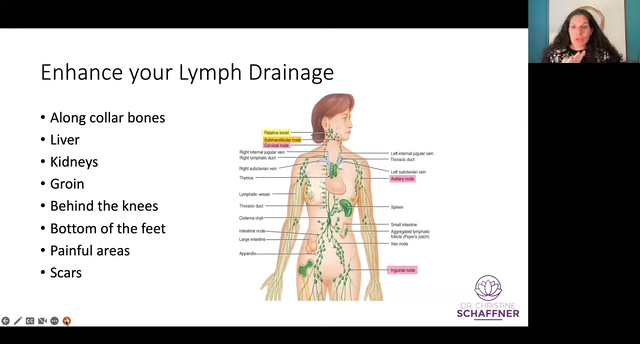 Enhance your Lymph Drainage
• Along collar bones
• Liver
• Kidneys
• Groin
• Behind the knees
• Bottom of the feet
• Painful areas
• Scars
Palatine tonsil
Submandibular node
Cervical node
Right internal jugular vein
Right lymphatic duct
Right subclavian vein
Thymus
Lymphatic vessel
Thoracic duct
Cisterna chyli
Intestinal node
Large intestine
Appendix
Left internal jugular vein
Thoracic duct
Left subclavian vein
Axillary node
Spleen
Small intestine
Aggregated lymphatic
follicle (Peyer's patch)
Iliac node
Inguinal node
DR. CHRISTINE
SCHAFFNER
CC